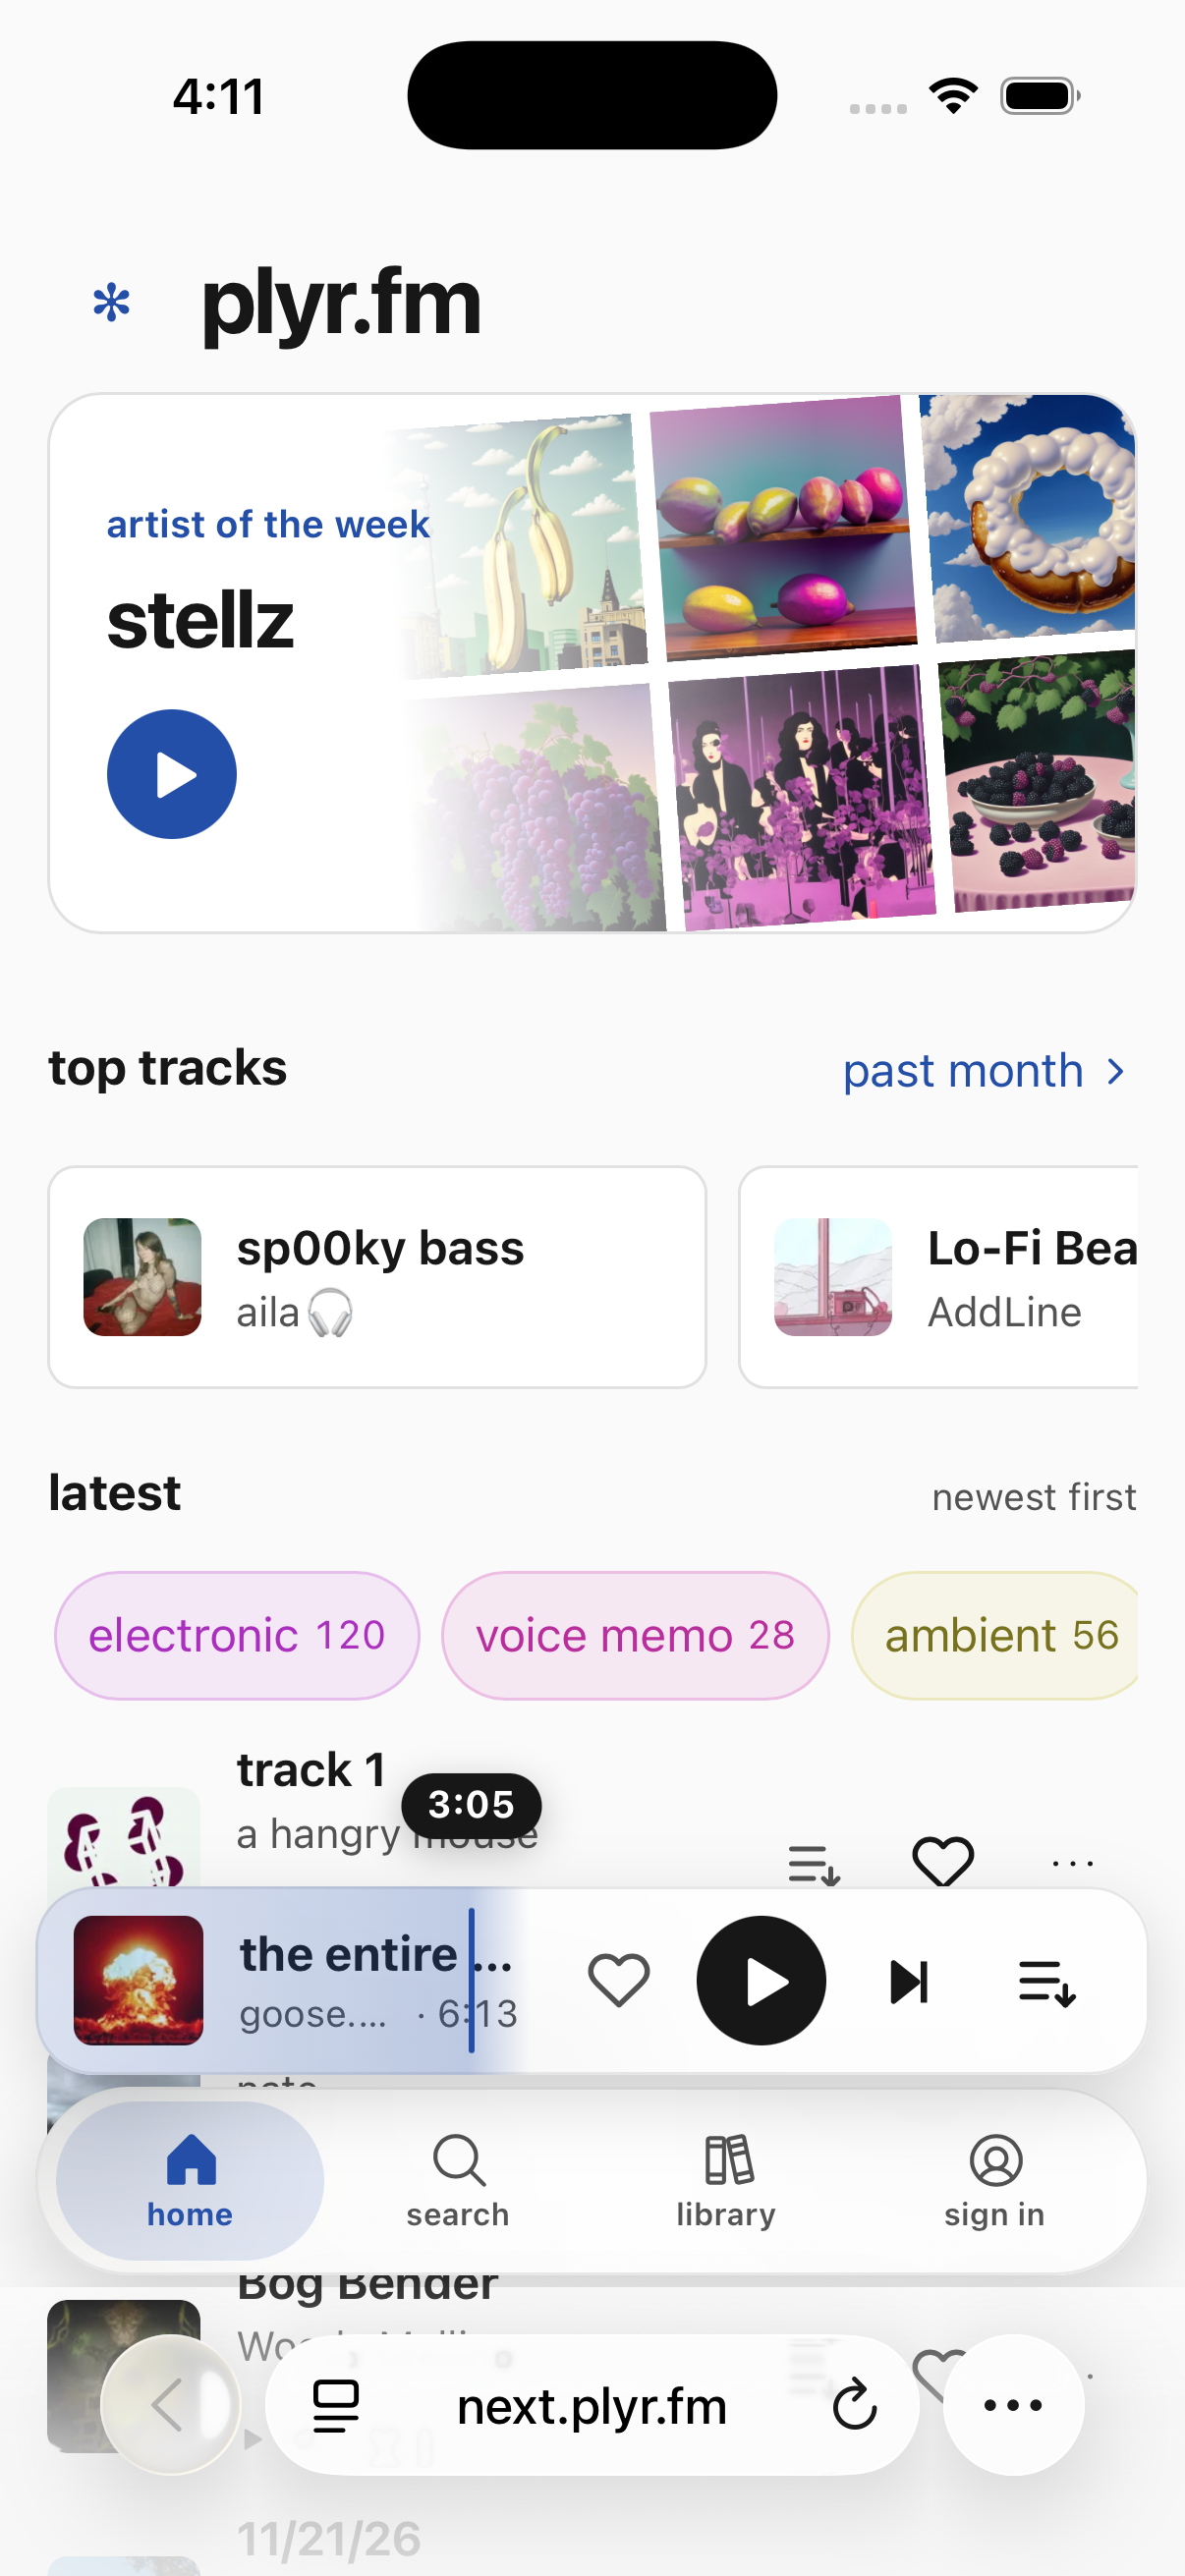 4:11
plyr.fm
artist of the week
stellz
top tracks
past month
sp00ky bass
aila🎧
Lo-Fi Bea
AddLine
latest
newest first
electronic 120
voice memo 28
ambient 56
track 1
3:05
a hangry mouse
the entire ...
goose.... · 6:13
home
search
library
sign in
Bog Bender
next.plyr.fm
11/21/26